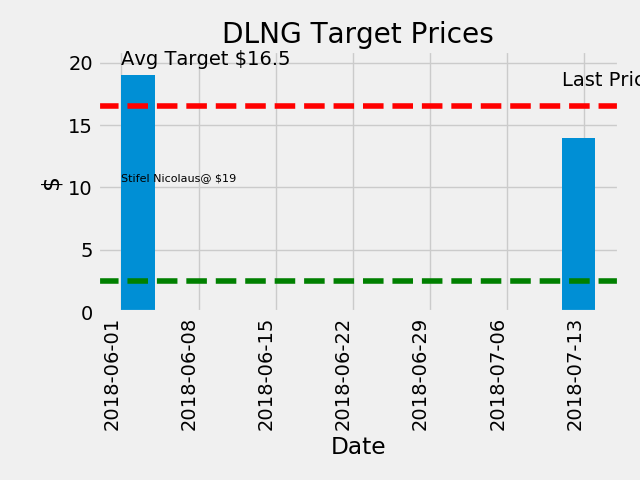 DLNG Target Prices
Avg Target $16.5
Last Pric
Stifel Nicolaus@ $19
$
20
15
10
5
0
2018-06-01
2018-06-08
2018-06-15
2018-06-22
2018-06-29
2018-07-06
2018-07-13
Date